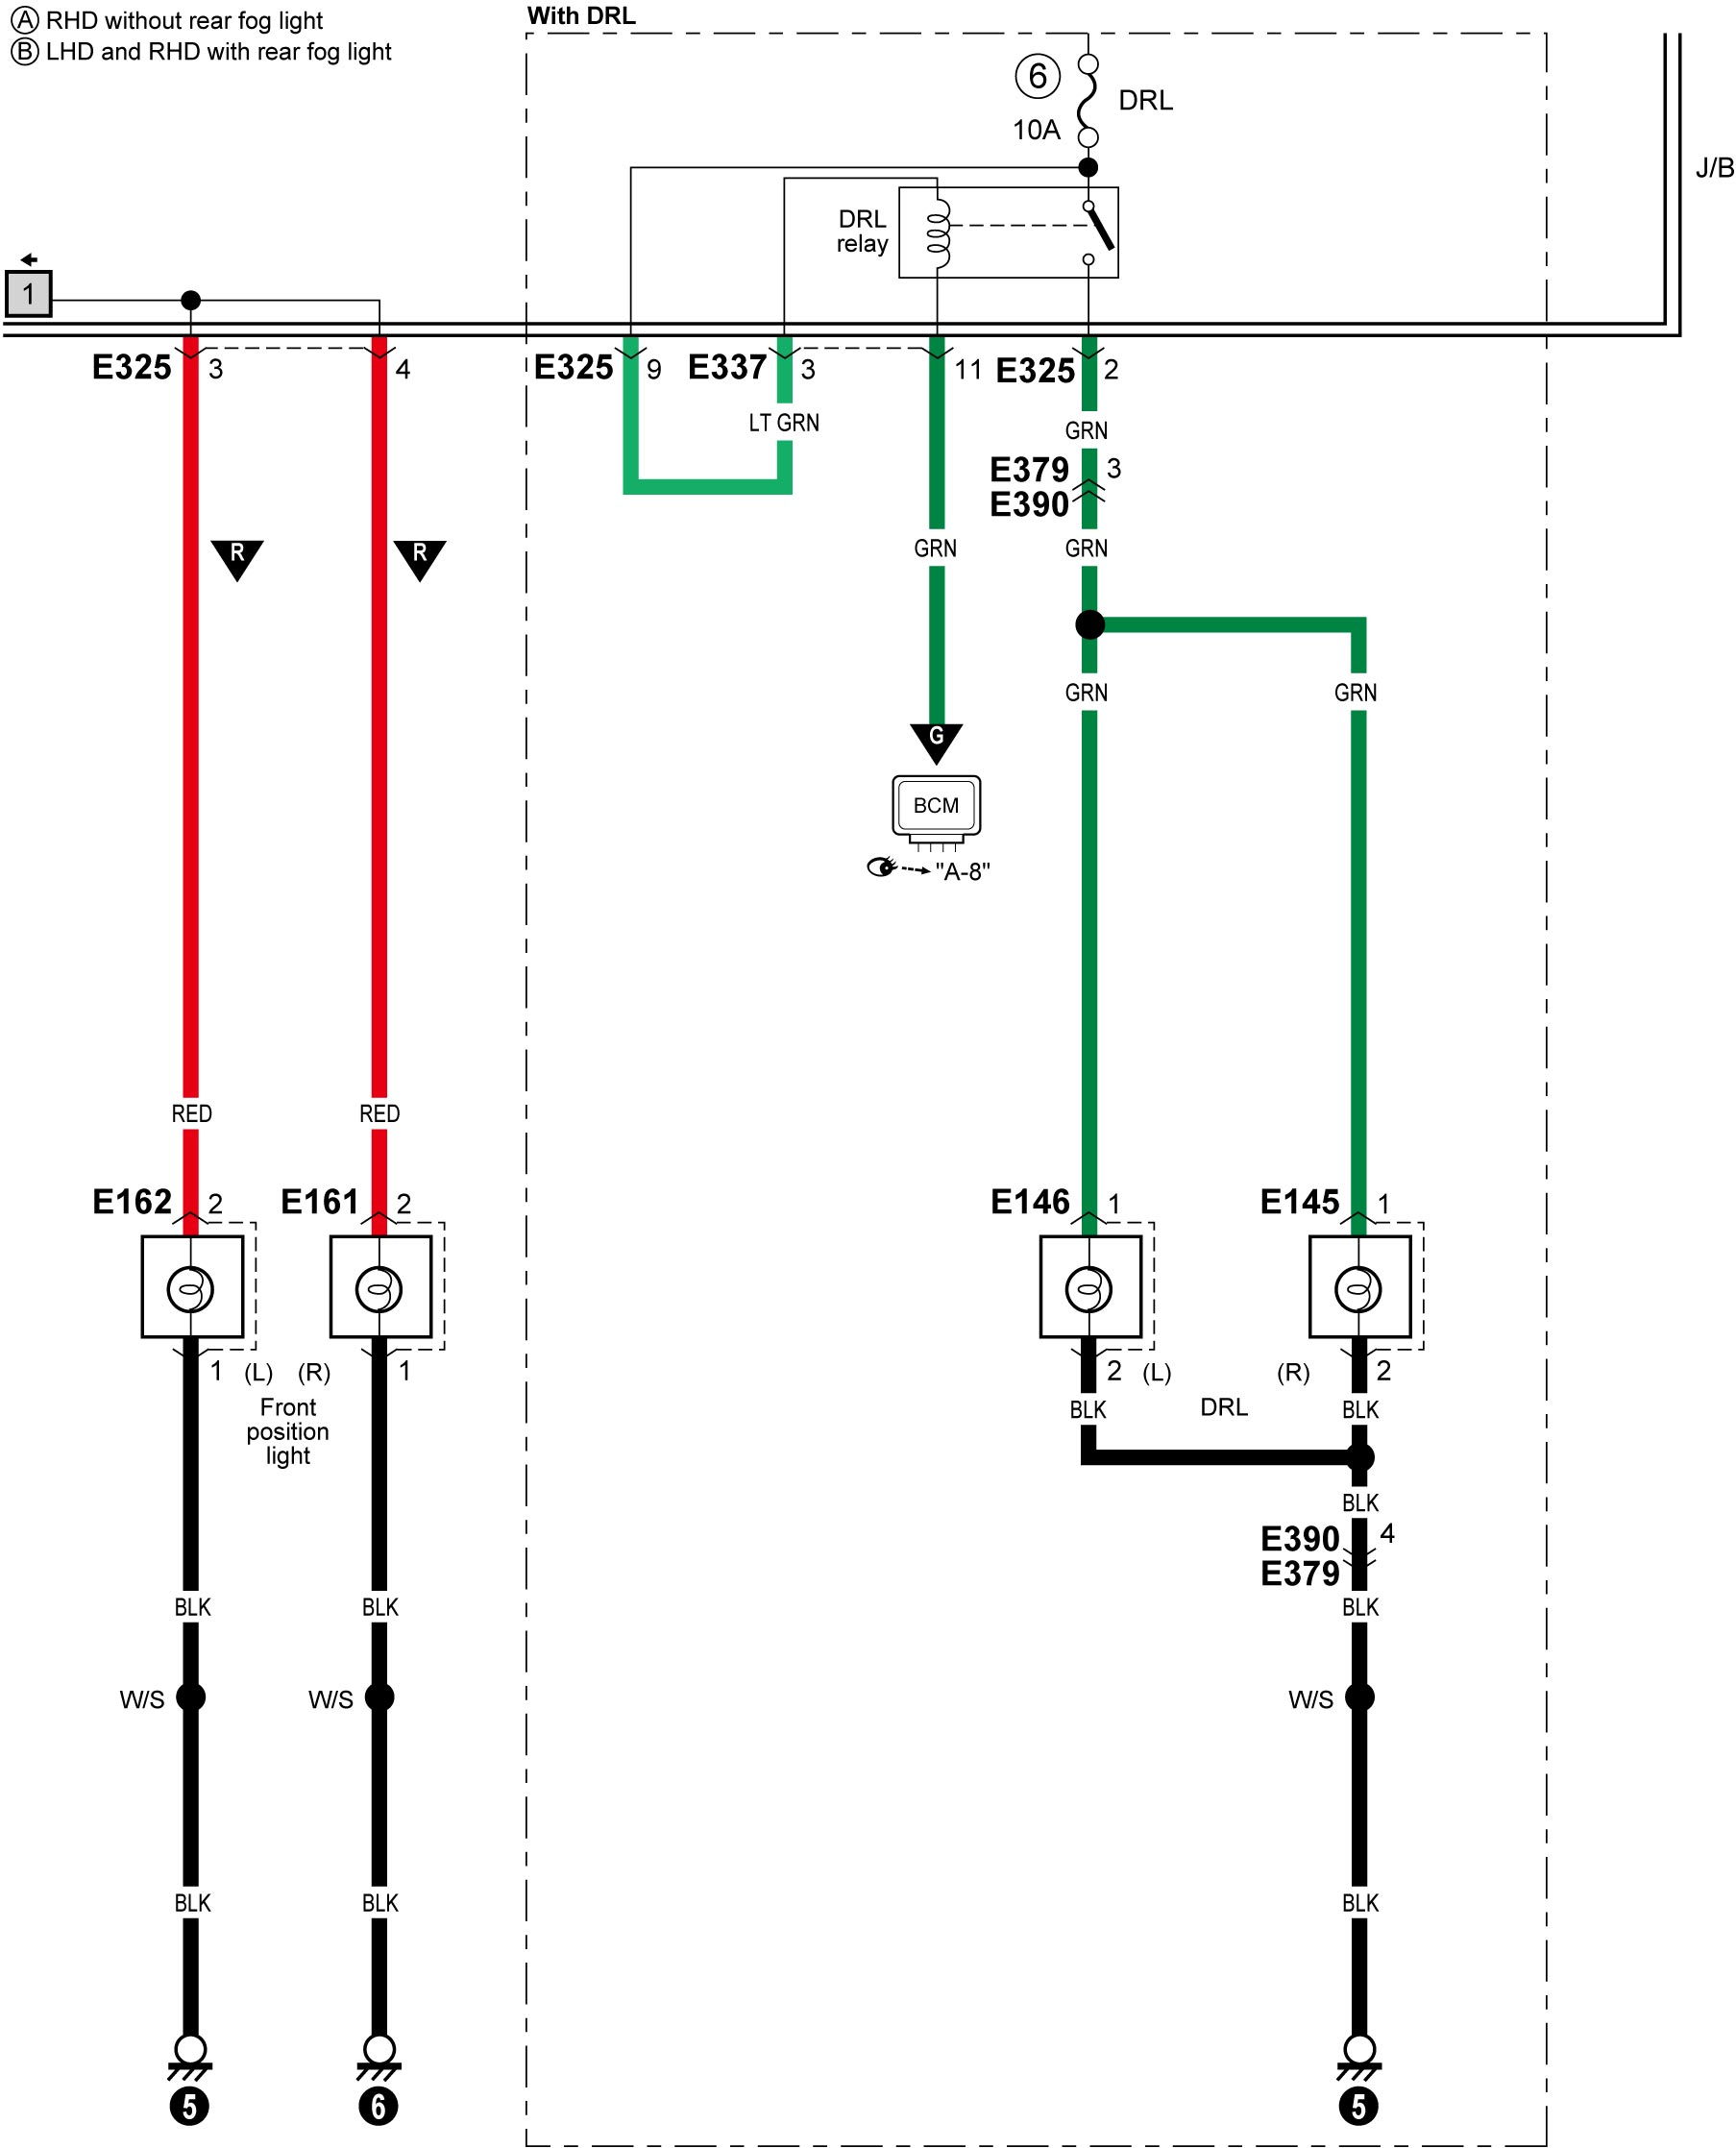 Ⓐ RHD without rear fog light
Ⓑ LHD and RHD with rear fog light
With DRL
6
DRL
10A
J/B
DRL
relay
1
E325 3
4
E325 9
E337 3
11
E325 2
LT GRN
GRN
E379 3
E390
R
R
GRN
GRN
GRN
GRN
G
BCM
"A-8"
RED
RED
E162 2
E161 2
E146 1
E145 1
1 (L)
(R) 1
2 (L)
(R) 2
Front
position
light
BLK
DRL
BLK
BLK
E390 4
E379
BLK
BLK
BLK
W/S
W/S
W/S
BLK
BLK
BLK
5
6
5